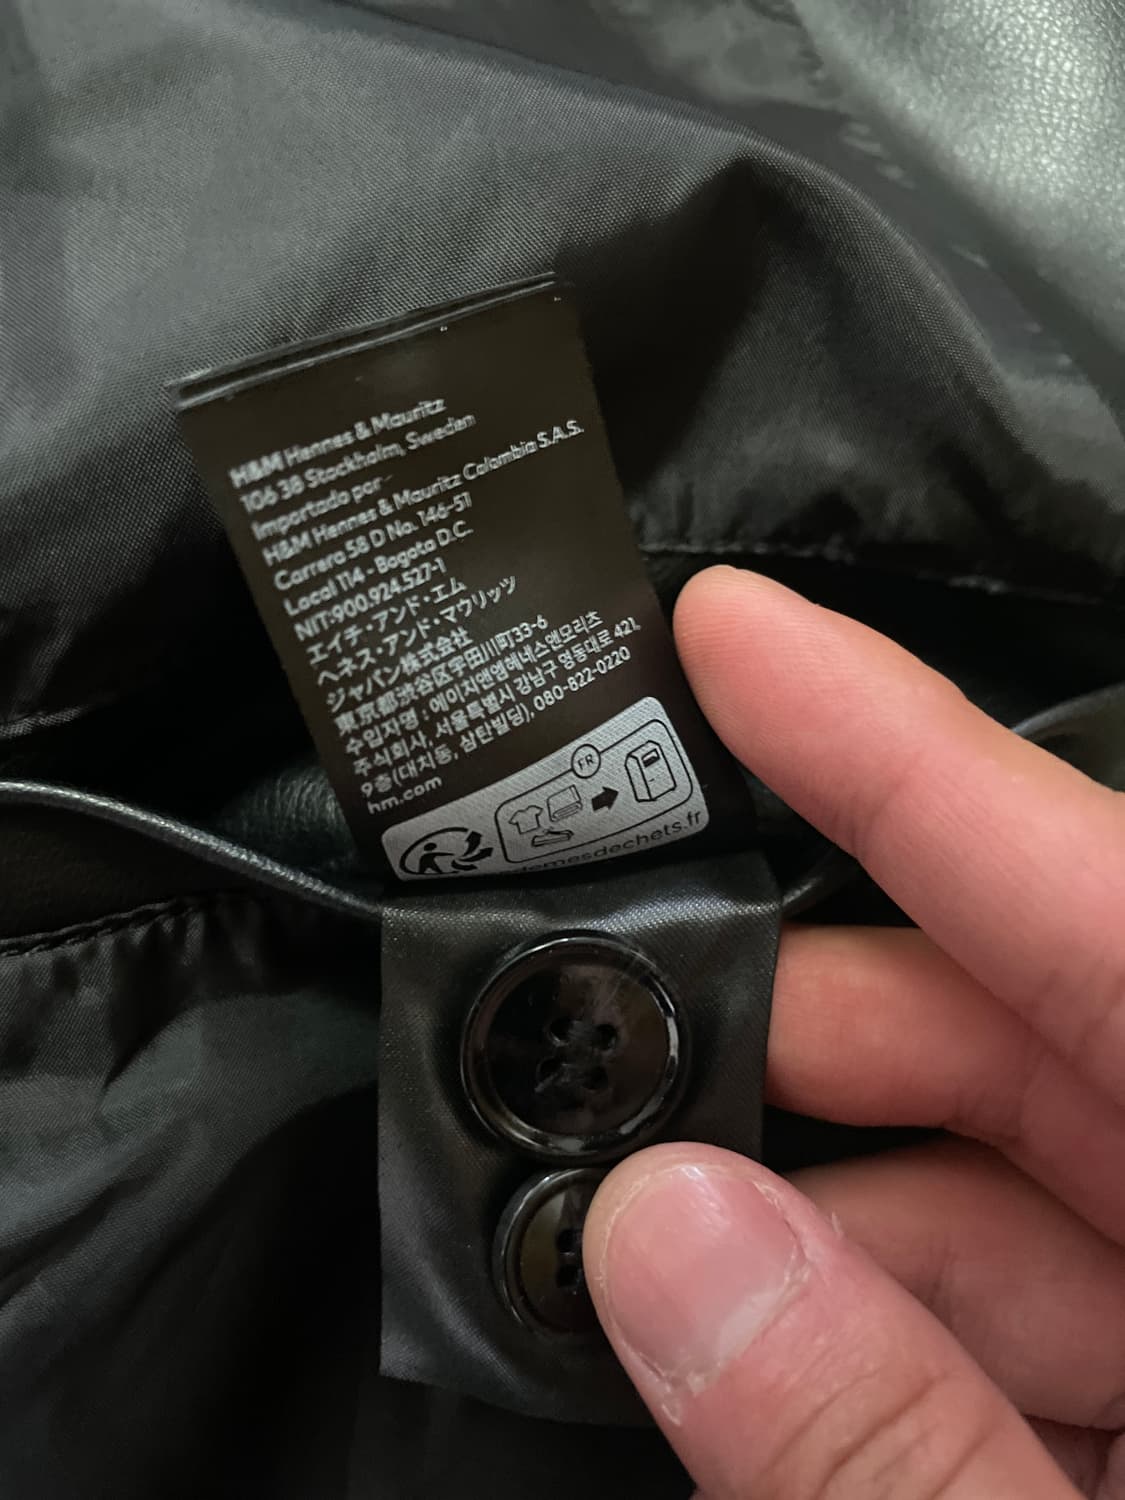 H&M Hennes & Mauritz
106 38 Stockholm, Sweden
Importado por
H&M Hennes & Mauritz Colombia S.A.S.
Carrera 58 D No. 146-51
Local 114 - Bogota D.C.
NIT:900.924.527-1
エイチ・アンド・エム
ヘネス・アンド・マウリッツ
ジャパン株式会社
東京都渋谷区宇田川町33-6
수입자명 : 에이치앤엠헤네스앤모리츠
주식회사, 서울특별시 강남구 영동대로 421,
9층(대치동, 삼탄빌딩), 080-822-0220
hm.com
FR
demesdechets.fr